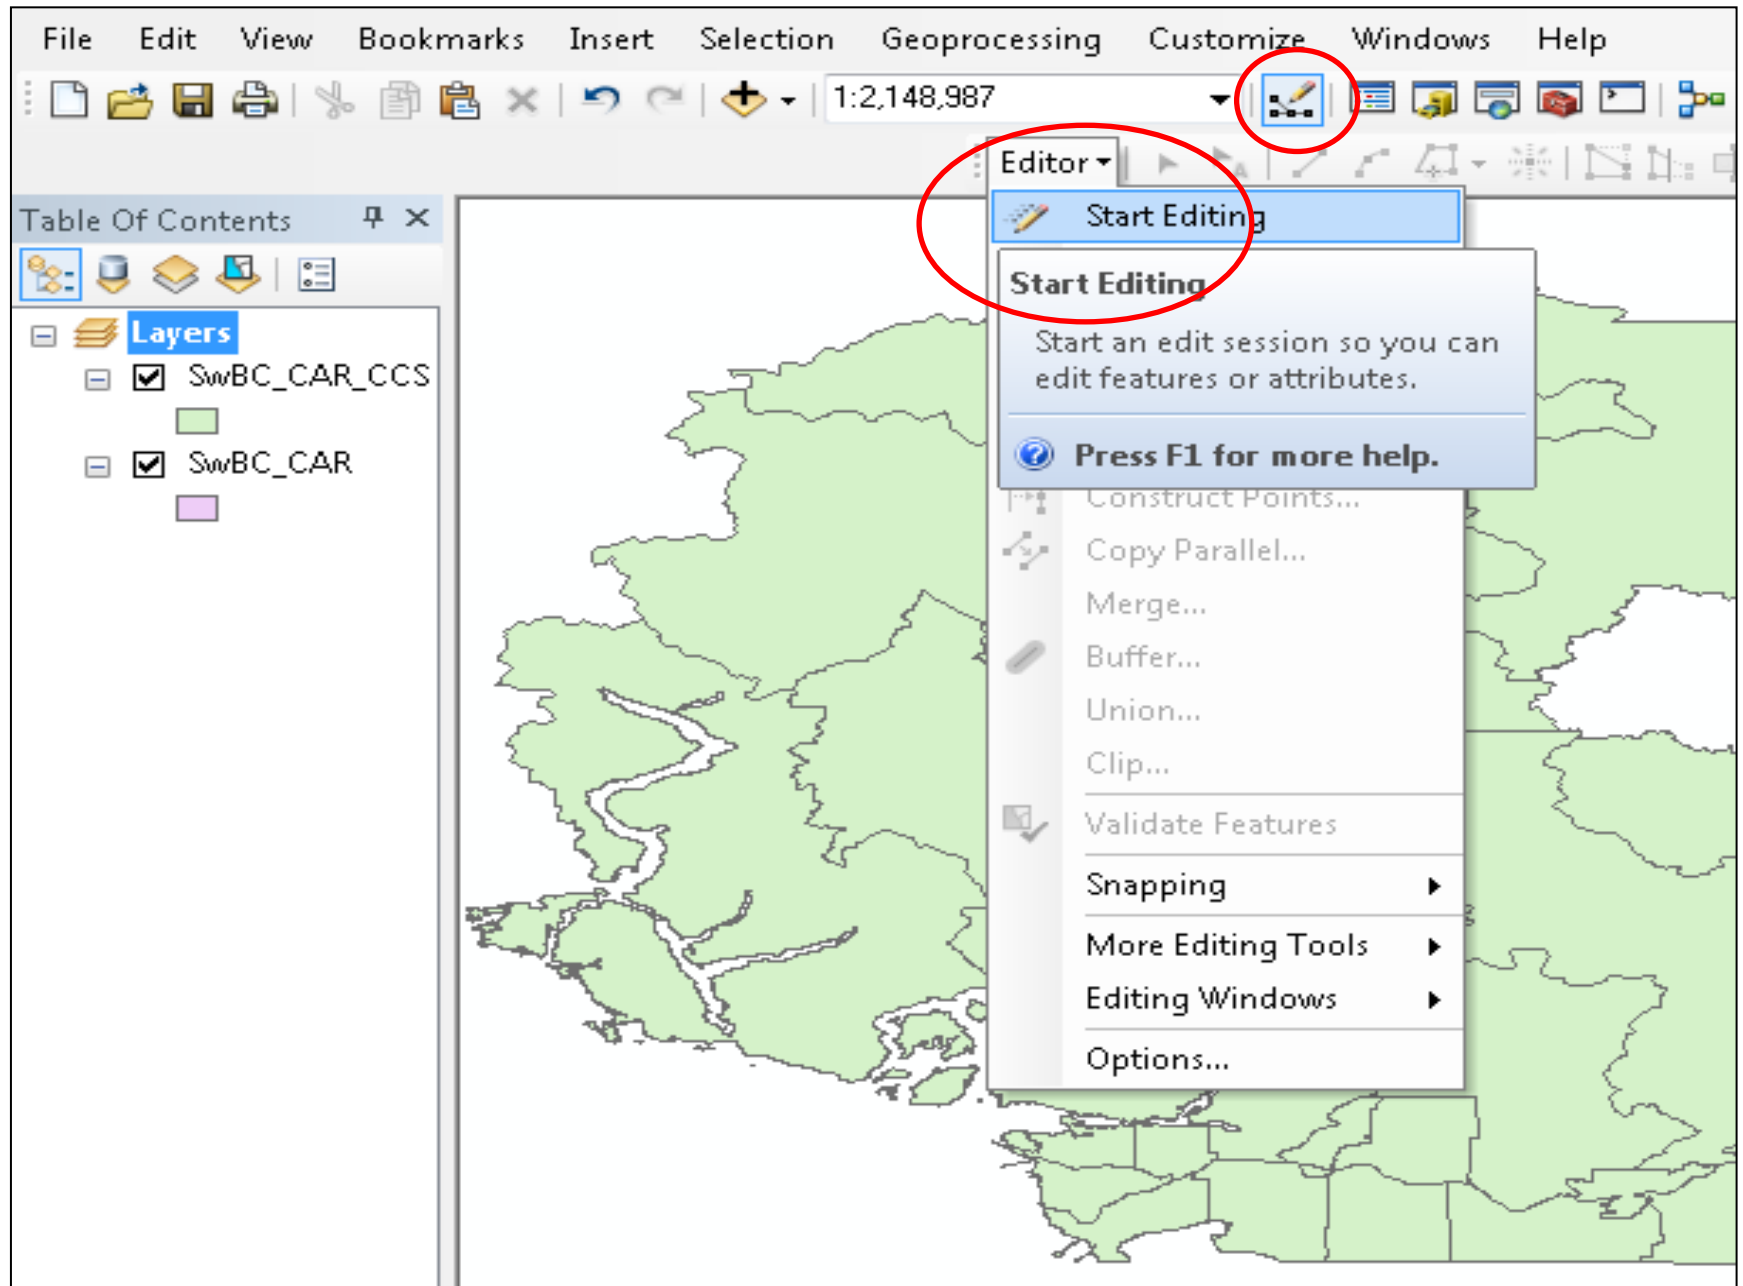 File Edit View Bookmarks Insert Selection Geoprocessing Customize Windows Help
1:2,148,987
Editor
Table Of Contents
Start Editing
Start Editing
Start an edit session so you can
edit features or attributes.
Press F1 for more help.
Layers
SwBC_CAR_CCS
SwBC_CAR
Construct Points...
Copy Parallel...
Merge...
Buffer...
Union...
Clip...
Validate Features
Snapping
More Editing Tools
Editing Windows
Options...